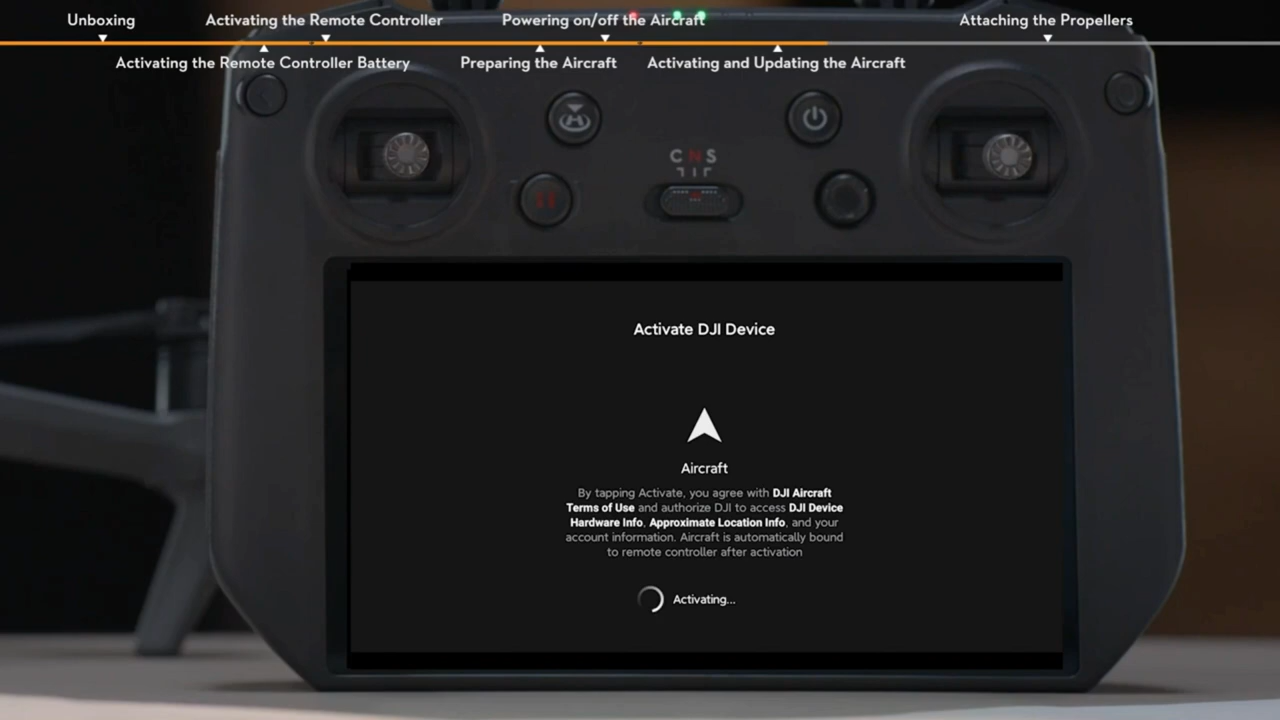 Unboxing
Activating the Remote Controller
Powering on/off the Aircraft
Attaching the Propellers
Activating the Remote Controller Battery
Preparing the Aircraft
Activating and Updating the Aircraft
C N S
Activate DJI Device
Aircraft
By tapping Activate, you agree with DJI Aircraft
Terms of Use and authorize DJI to access DJI Device
Hardware Info, Approximate Location Info, and your
account information. Aircraft is automatically bound
to remote controller after activation
Activating...